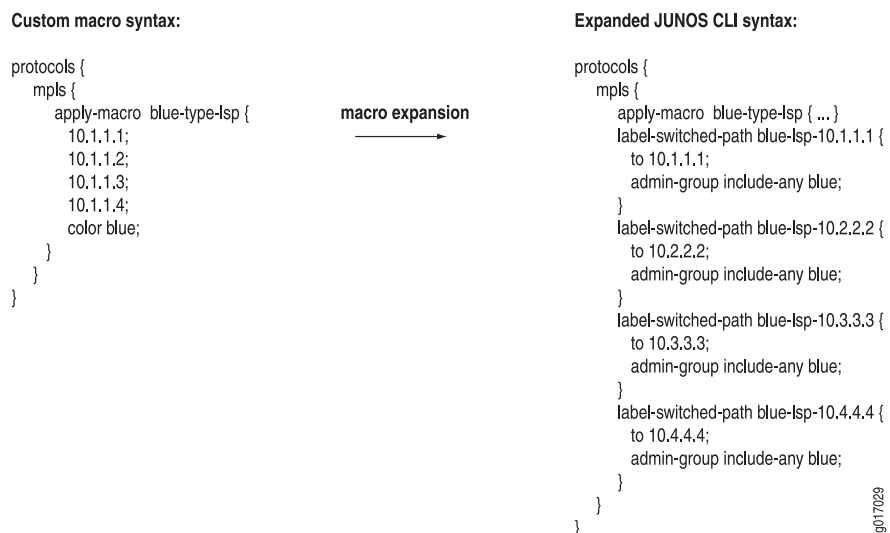 Custom macro syntax:
protocols {
mpls {
apply-macro blue-type-lsp {
10.1.1.1;
10.1.1.2;
10.1.1.3;
10.1.1.4;
color blue;
}
}
}
macro expansion
Expanded JUNOS CLI syntax:
protocols {
mpls {
apply-macro blue-type-lsp { ... }
label-switched-path blue-lsp-10.1.1.1 {
to 10.1.1.1;
admin-group include-any blue;
}
label-switched-path blue-lsp-10.2.2.2 {
to 10.2.2.2;
admin-group include-any blue;
}
label-switched-path blue-lsp-10.3.3.3 {
to 10.3.3.3;
admin-group include-any blue;
}
label-switched-path blue-lsp-10.4.4.4 {
to 10.4.4.4;
admin-group include-any blue;
}
}
}
g017029